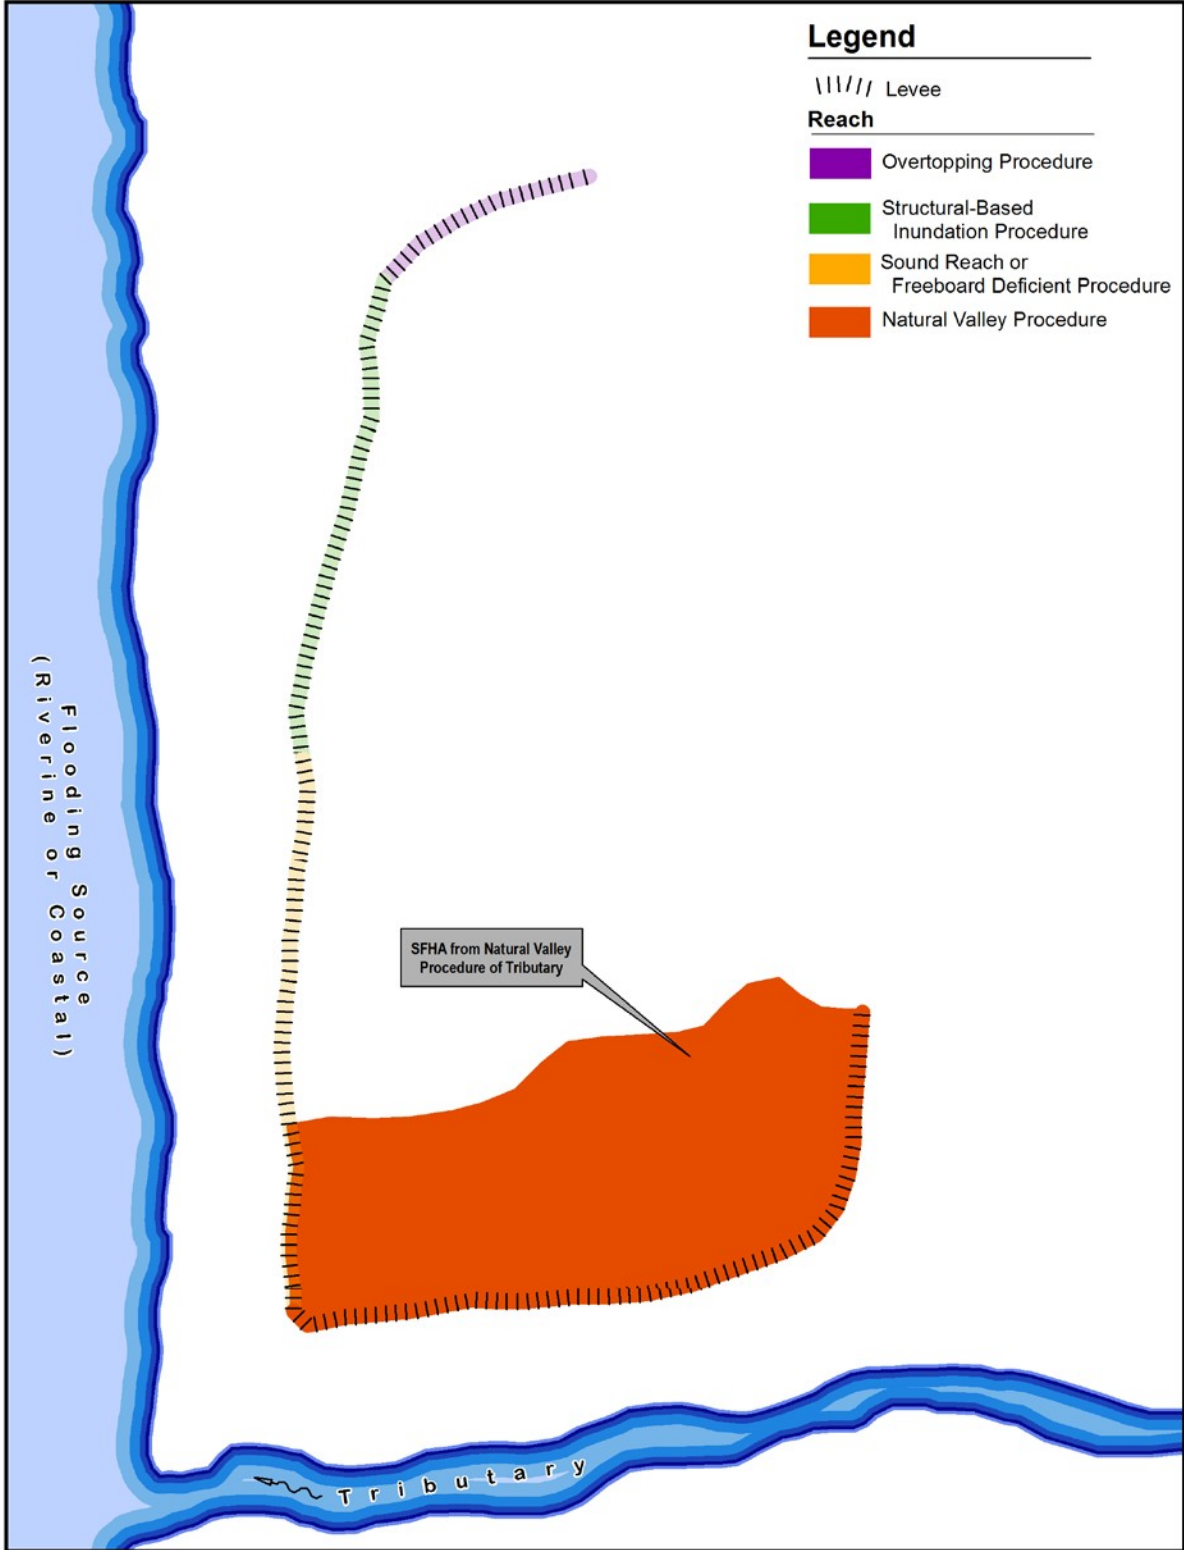 Legend
Levee
Reach
Overtopping Procedure
Structural-Based
Inundation Procedure
Sound Reach or
Freeboard Deficient Procedure
Natural Valley Procedure
Flooding Source
(Riverine or Coastal)
SFHA from Natural Valley
Procedure of Tributary
Tributary